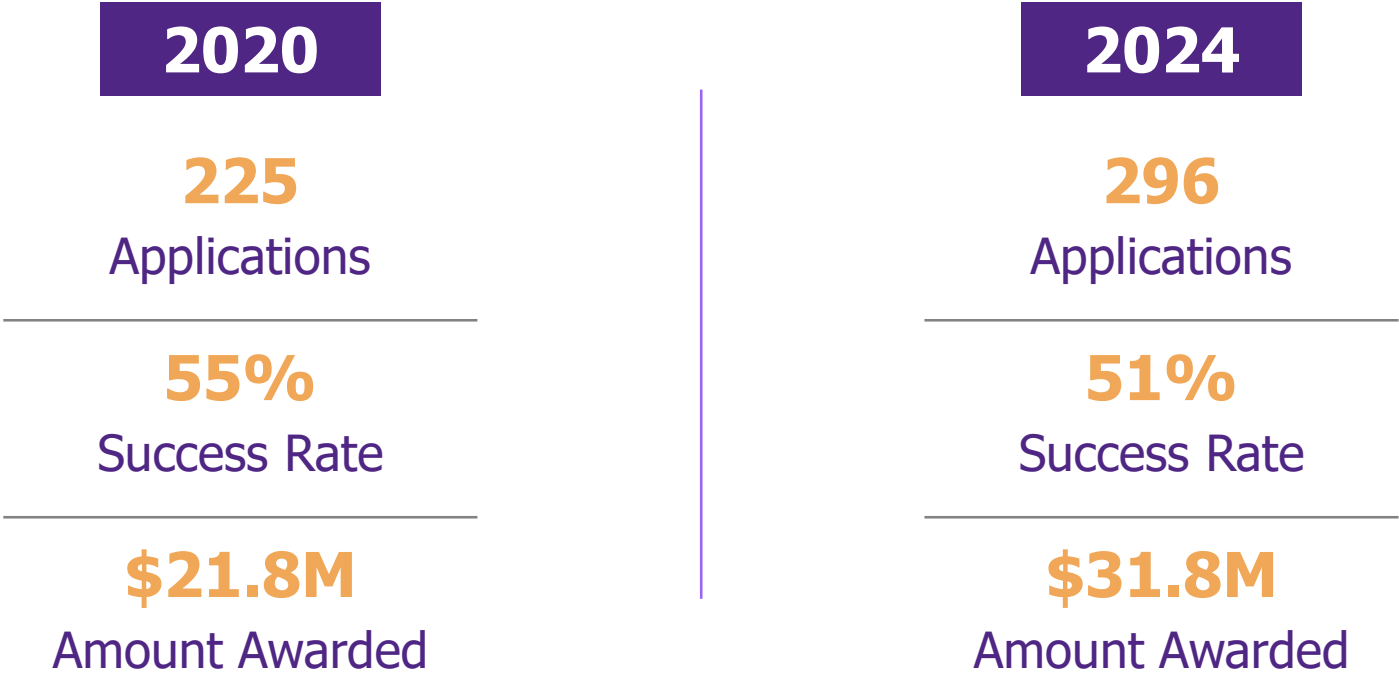 2020
225
Applications
55%
Success Rate
$21.8M
Amount Awarded
2024
296
Applications
51%
Success Rate
$31.8M
Amount Awarded